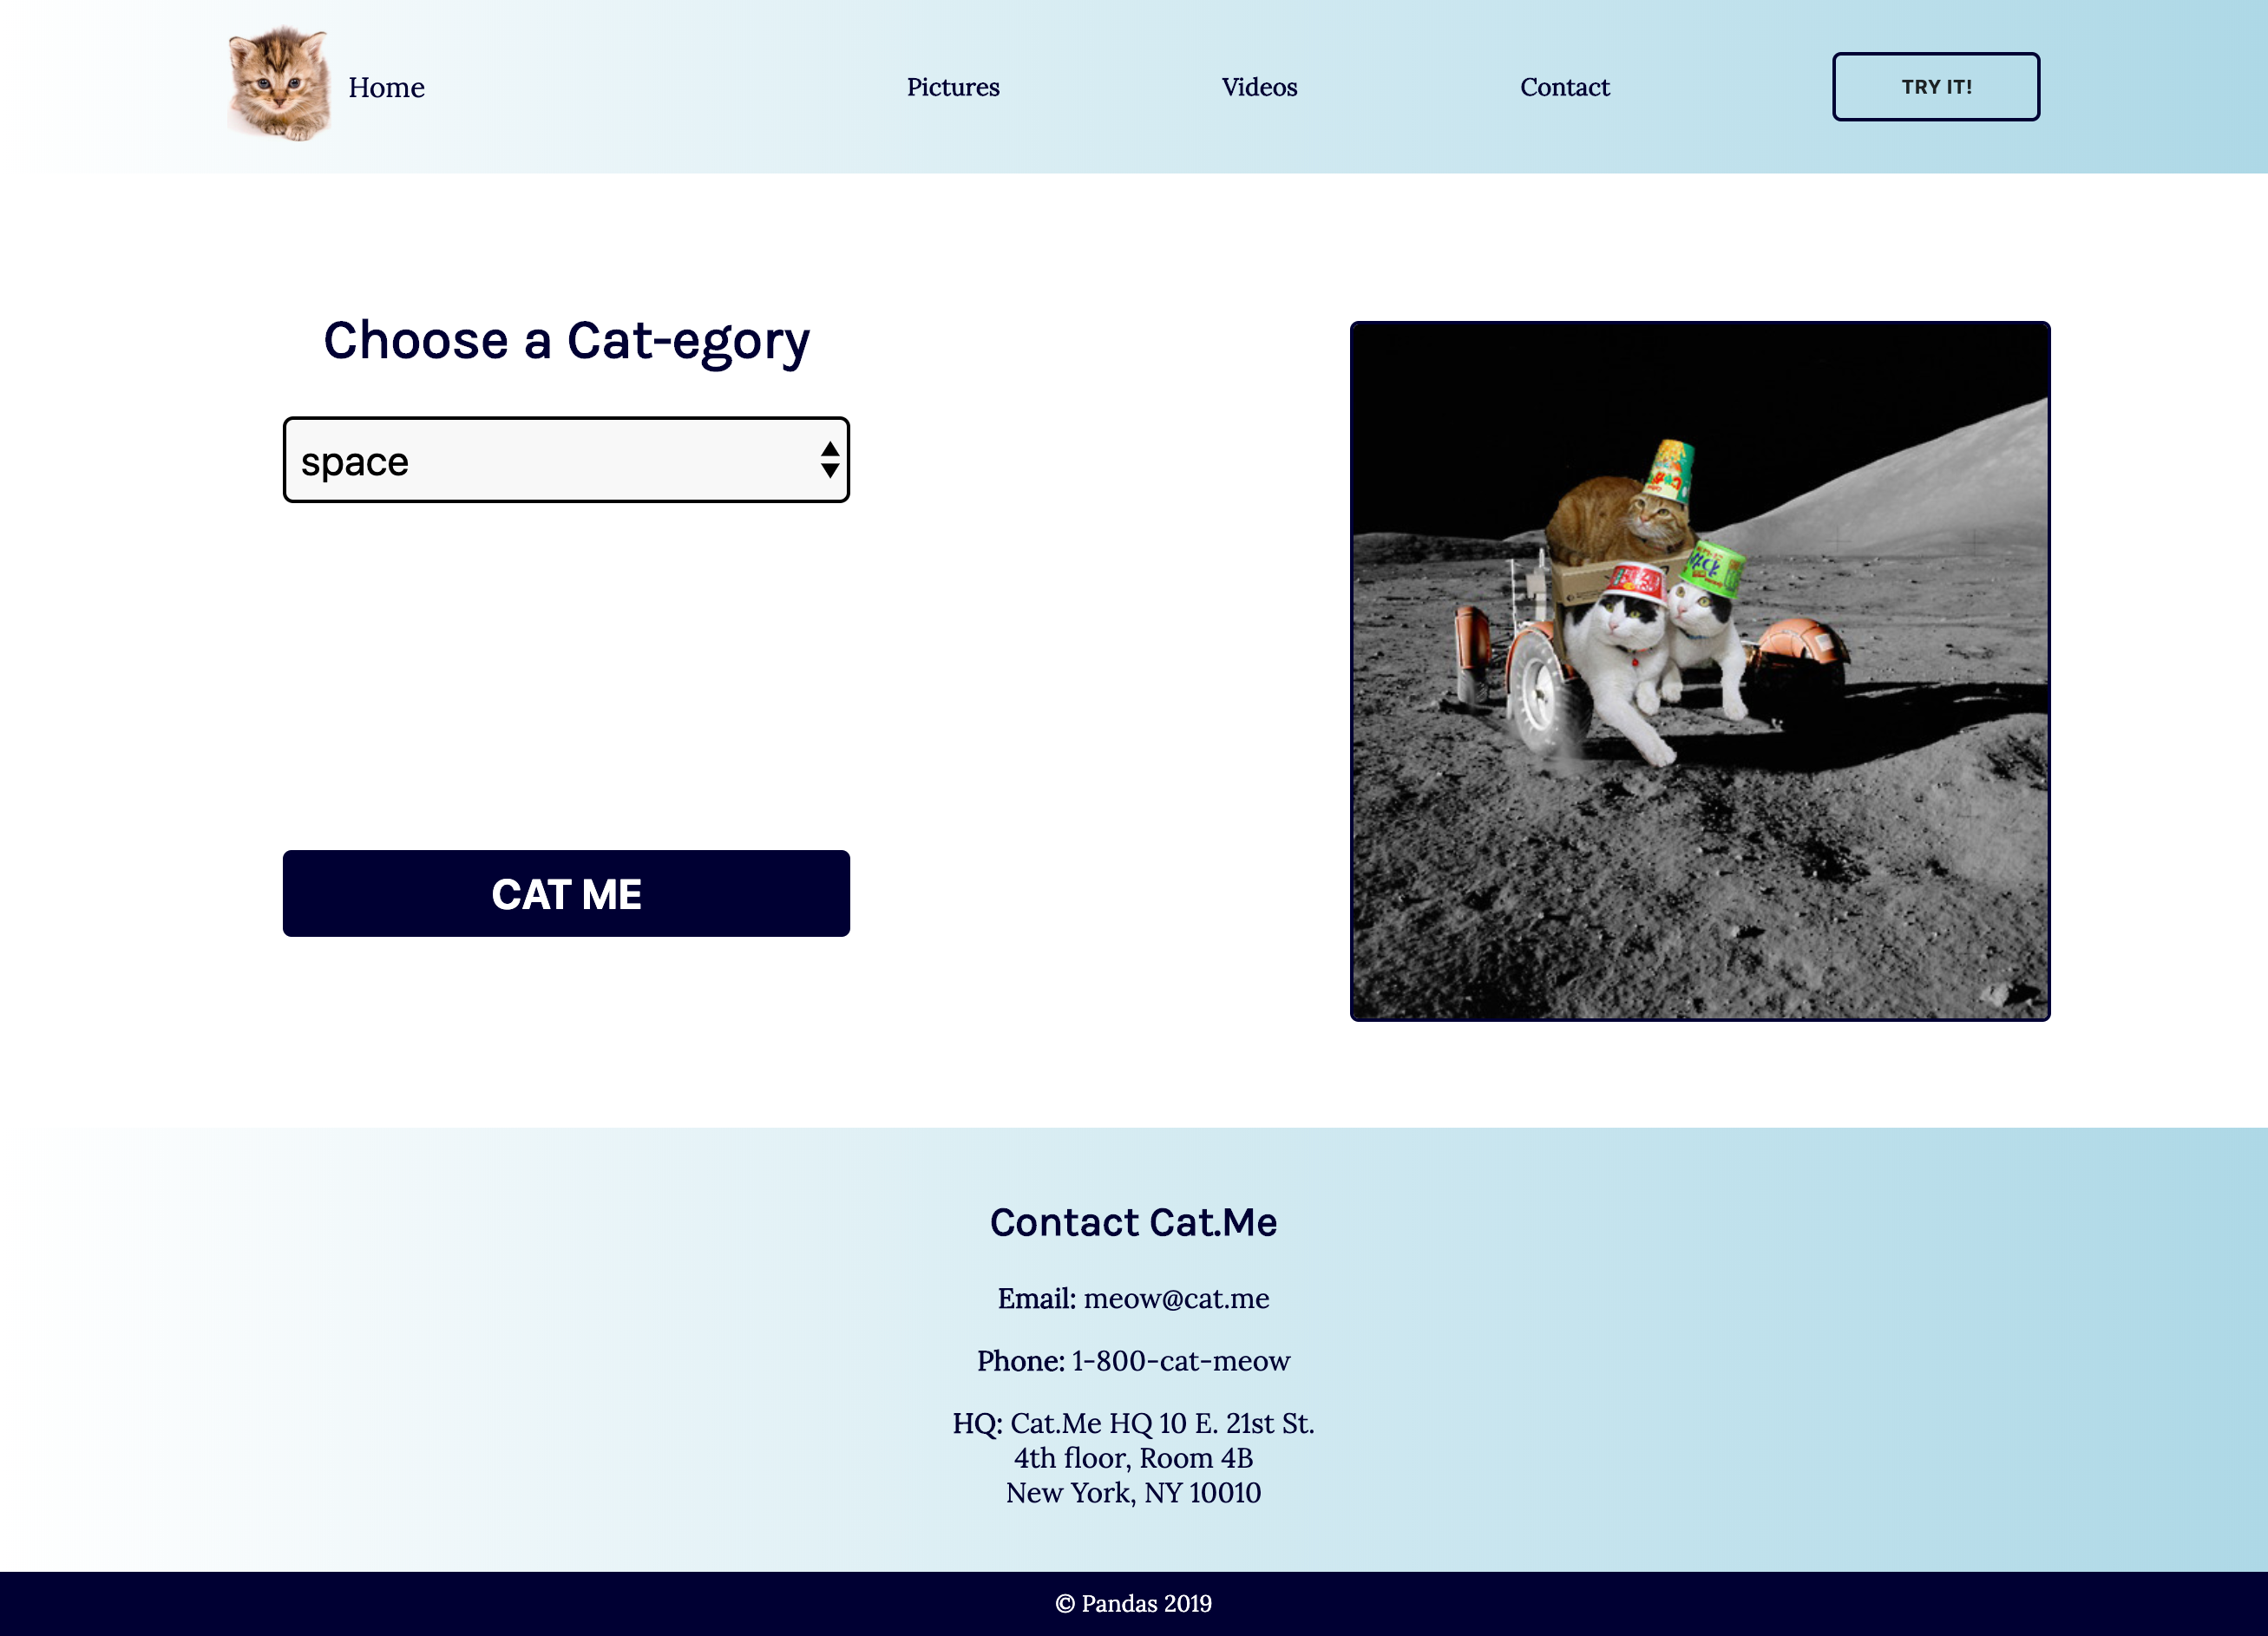 Home
Pictures
Videos
Contact
TRY IT!
Choose a Cat-egory
space
CAT ME
Contact Cat.Me
Email: meow@cat.me
Phone: 1-800-cat-meow
HQ: Cat.Me HQ 10 E. 21st St.
4th floor, Room 4B
New York, NY 10010
© Pandas 2019